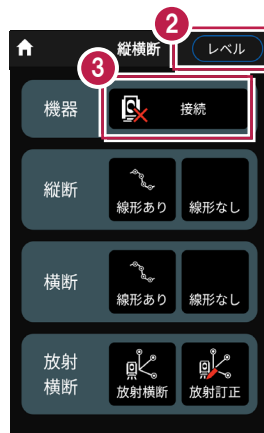 2
縦横断 レベル
3
機器 接続
縦断 線形あり 線形なし
横断 線形あり 線形なし
放射
横断 放射横断 放射訂正